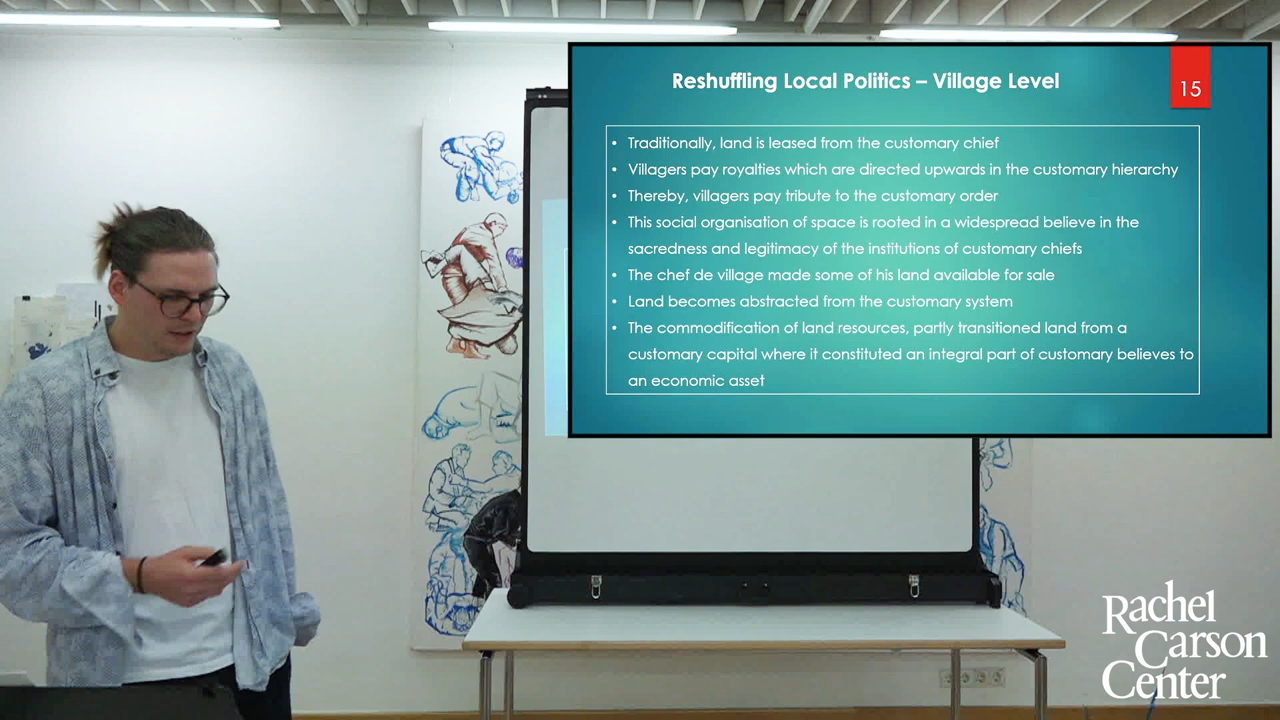 Reshuffling Local Politics – Village Level
15
• Traditionally, land is leased from the customary chief
• Villagers pay royalties which are directed upwards in the customary hierarchy
• Thereby, villagers pay tribute to the customary order
• This social organisation of space is rooted in a widespread believe in the
sacredness and legitimacy of the institutions of customary chiefs
• The chef de village made some of his land available for sale
• Land becomes abstracted from the customary system
• The commodification of land resources, partly transitioned land from a
customary capital where it constituted an integral part of customary believes to
an economic asset
Rachel
Carson
Center